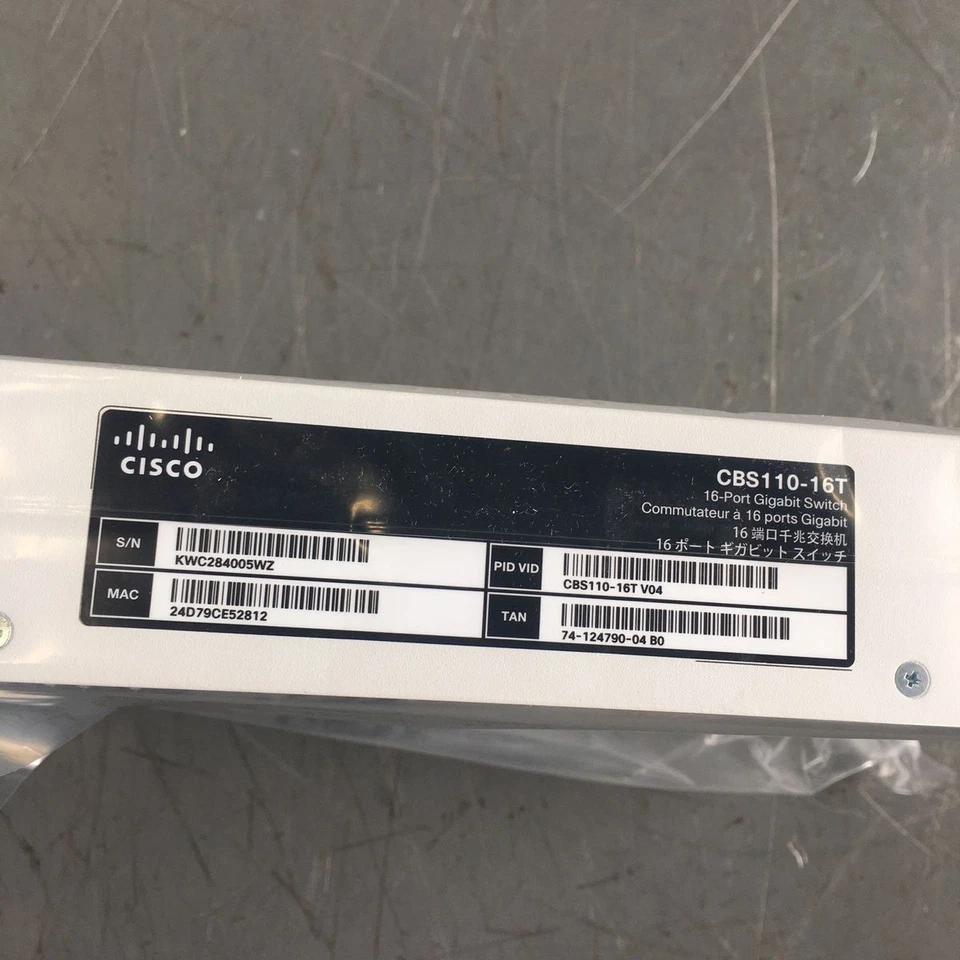 CISCO
CBS110-16T
16-Port Gigabit Switch
Commutateur à 16 ports Gigabit
16 端口千兆交换机
16 ポート ギガビット スイッチ
S/N
KWC284005WZ
PID VID
CBS110-16T V04
MAC
24D79CE52812
TAN
74-124790-04 B0